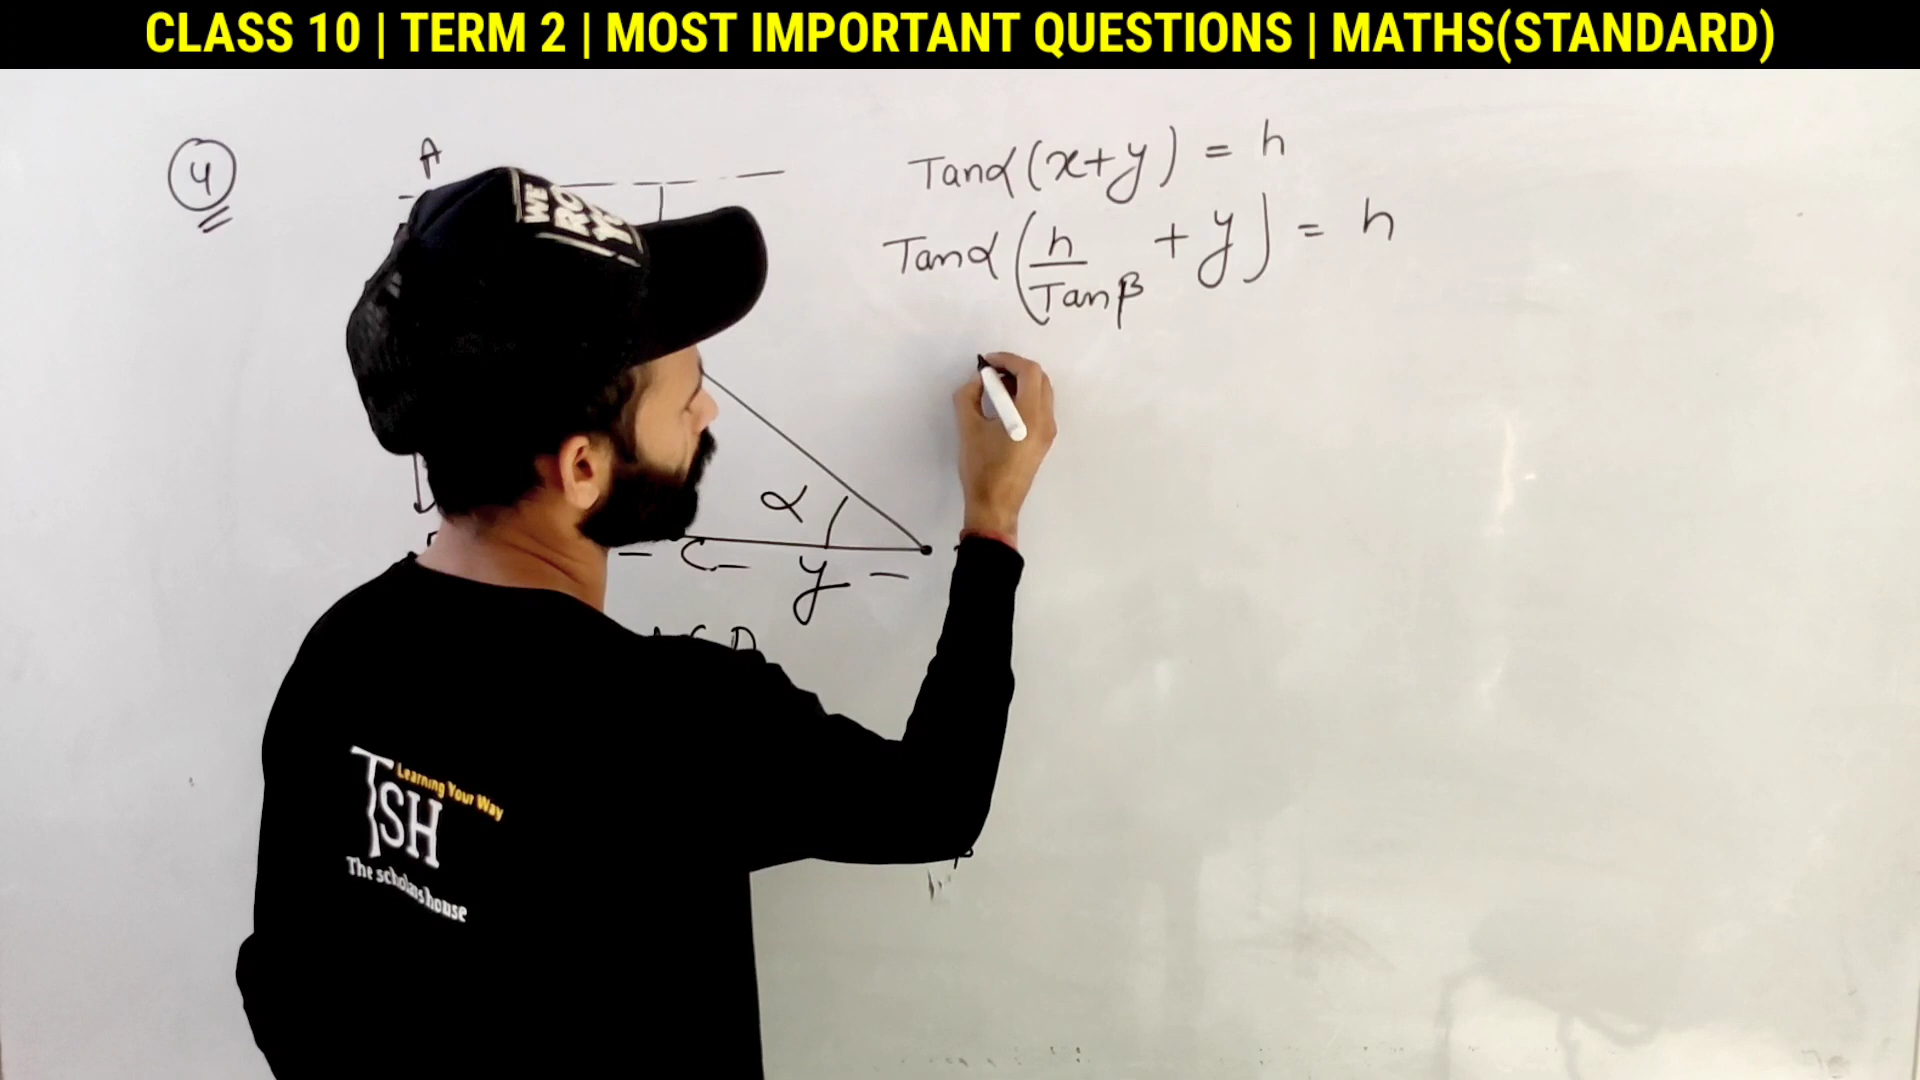 CLASS 10 | TERM 2 | MOST IMPORTANT QUESTIONS | MATHS(STANDARD)
4
A
Tanα(x+y) = h
Tanα(h/Tanβ + y) = h
α
y
WE
TSH
Learning Your Way
The scholars house